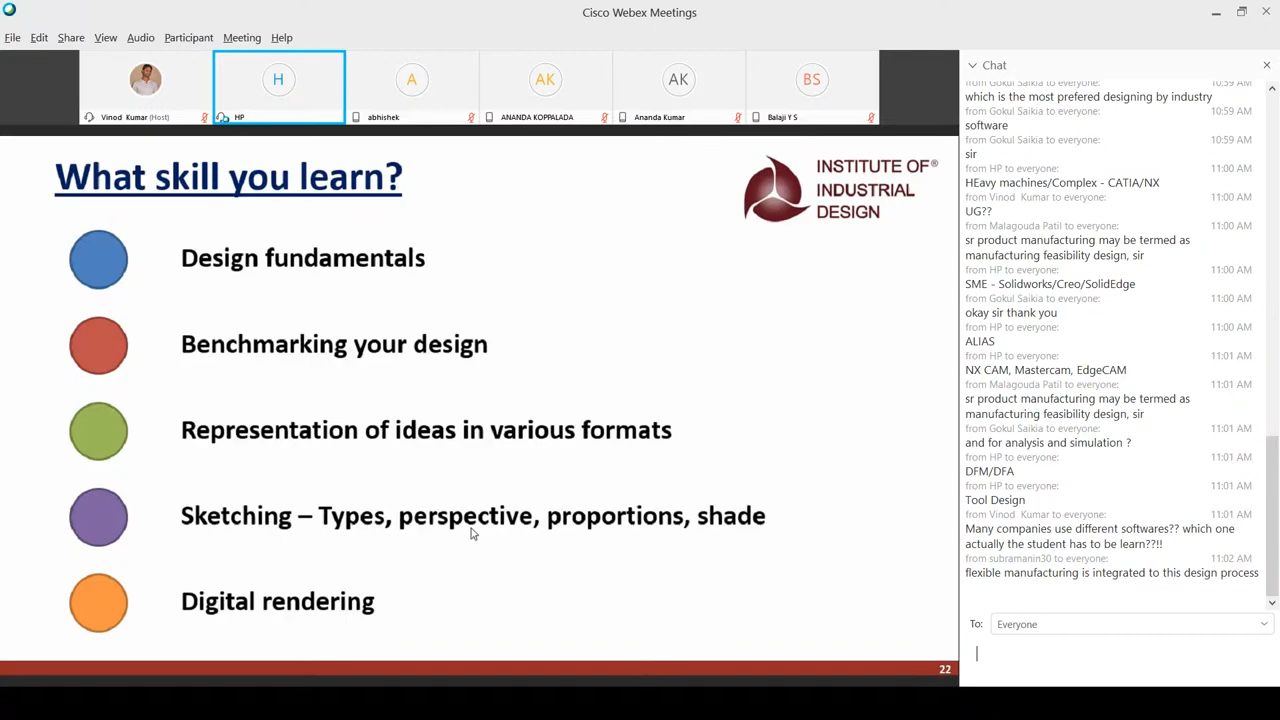 Cisco Webex Meetings
File Edit Share View Audio Participant Meeting Help
H A AK AK BS
Vinod Kumar (Host) HP abhishek ANANDA KOPPALADA Ananda Kumar Balaji Y S
What skill you learn?
INSTITUTE OF®
INDUSTRIAL
DESIGN
Design fundamentals
Benchmarking your design
Representation of ideas in various formats
Sketching – Types, perspective, proportions, shade
Digital rendering
22
Chat
from Gokul Saikia to everyone: 10:59 AM
which is the most prefered designing by industry
from Gokul Saikia to everyone: 10:59 AM
software
from Gokul Saikia to everyone: 10:59 AM
sir
from HP to everyone: 11:00 AM
HEavy machines/Complex - CATIA/NX
from Vinod Kumar to everyone: 11:00 AM
UG??
from Malagouda Patil to everyone: 11:00 AM
sr product manufacturing may be termed as
manufacturing feasibility design, sir
from HP to everyone: 11:00 AM
SME - Solidworks/Creo/SolidEdge
from Gokul Saikia to everyone: 11:00 AM
okay sir thank you
from HP to everyone: 11:00 AM
ALIAS
from HP to everyone: 11:01 AM
NX CAM, Mastercam, EdgeCAM
from Malagouda Patil to everyone: 11:01 AM
sr product manufacturing may be termed as
manufacturing feasibility design, sir
from Gokul Saikia to everyone: 11:01 AM
and for analysis and simulation ?
from HP to everyone: 11:01 AM
DFM/DFA
from HP to everyone: 11:01 AM
Tool Design
from Vinod Kumar to everyone: 11:01 AM
Many companies use different softwares?? which one
actually the student has to be learn??!!
from subramanin30 to everyone: 11:02 AM
flexible manufacturing is integrated to this design process
To: Everyone